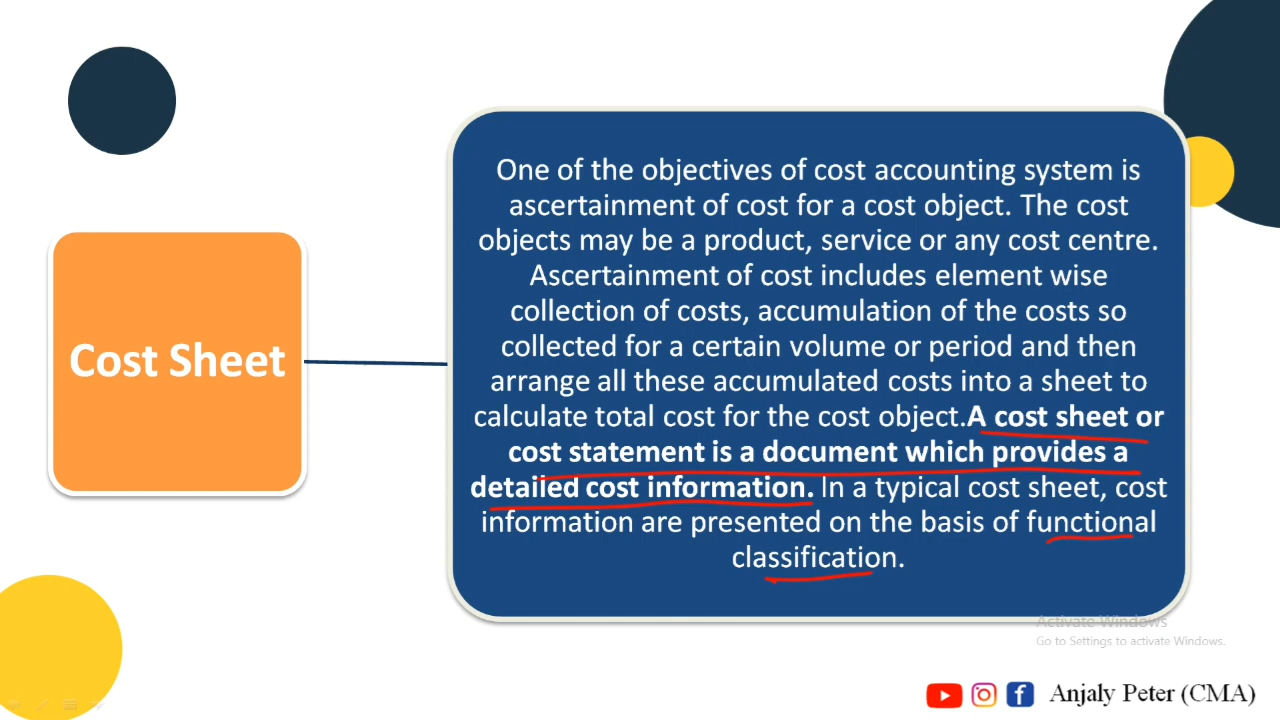 Cost Sheet
One of the objectives of cost accounting system is
ascertainment of cost for a cost object. The cost
objects may be a product, service or any cost centre.
Ascertainment of cost includes element wise
collection of costs, accumulation of the costs so
collected for a certain volume or period and then
arrange all these accumulated costs into a sheet to
calculate total cost for the cost object.A cost sheet or
cost statement is a document which provides a
detailed cost information. In a typical cost sheet, cost
information are presented on the basis of functional
classification.
Activate Windows
Go to Settings to activate Windows.
Anjaly Peter (CMA)